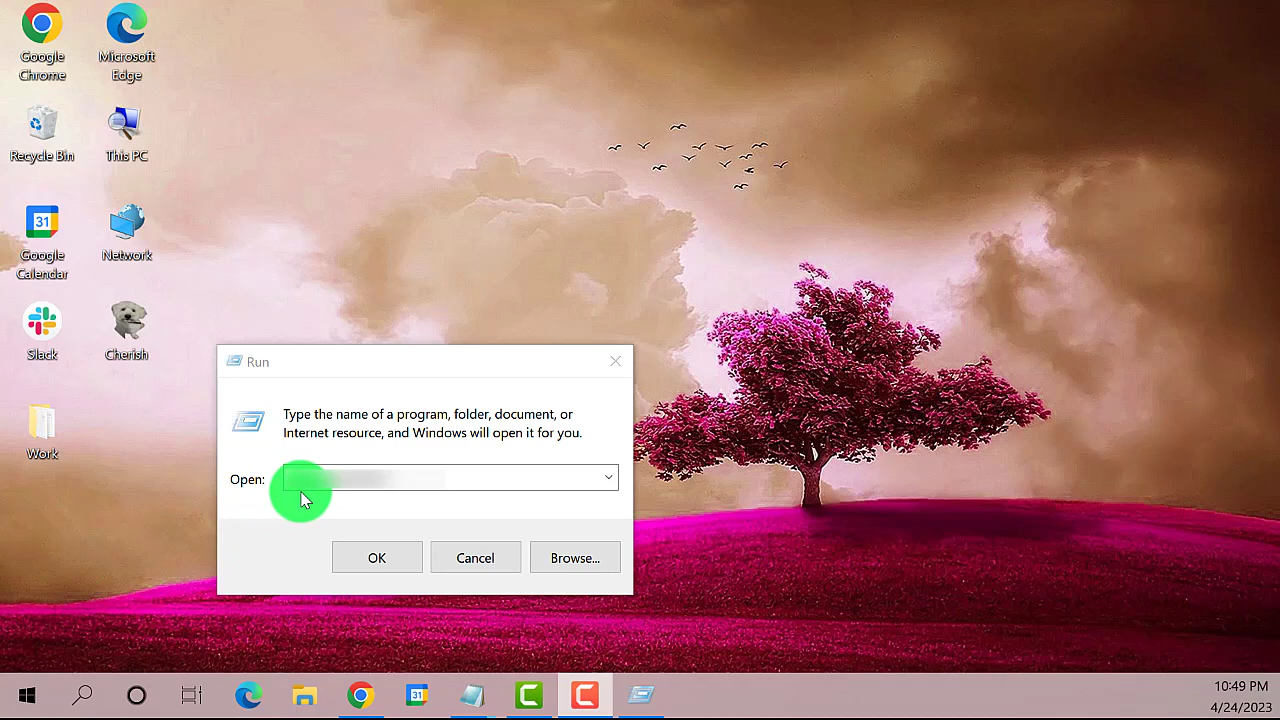 Google
Chrome
Microsoft
Edge
Recycle Bin
This PC
31
Google
Calendar
Network
Slack
Cherish
Work
Run
Type the name of a program, folder, document, or
Internet resource, and Windows will open it for you.
Open:
OK
Cancel
Browse...
31
10:49 PM
4/24/2023